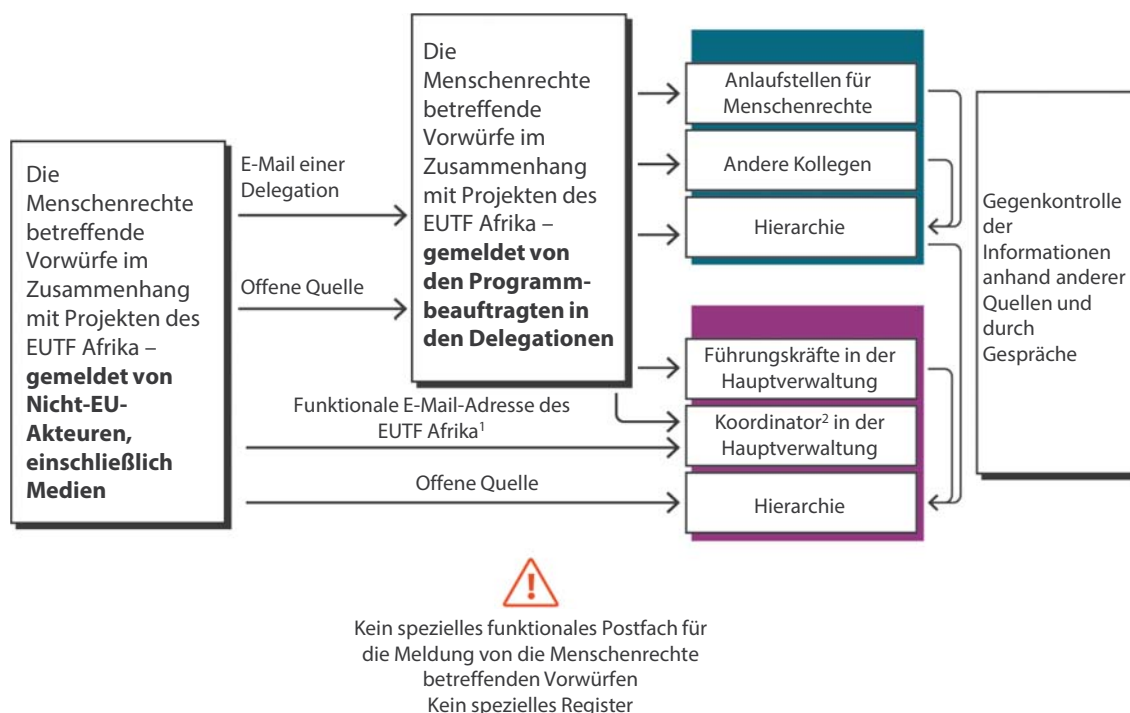 Die
Menschenrechte
betreffende
Vorwürfe im
Zusammenhang
mit Projekten des
EUTF Afrika –
gemeldet von
Nicht-EU-
Akteuren,
einschließlich
Medien
E-Mail einer
Delegation
Offene Quelle
Die
Menschenrechte
betreffende
Vorwürfe im
Zusammenhang
mit Projekten des
EUTF Afrika –
gemeldet von
den Programm-
beauftragten in
den Delegationen
Funktionale E-Mail-Adresse des
EUTF Afrika¹
Offene Quelle
Anlaufstellen für
Menschenrechte
Andere Kollegen
Hierarchie
Führungskräfte in der
Hauptverwaltung
Koordinator² in der
Hauptverwaltung
Hierarchie
Gegenkontrolle
der
Informationen
anhand anderer
Quellen und
durch
Gespräche
Kein spezielles funktionales Postfach für
die Meldung von die Menschenrechte
betreffenden Vorwürfen
Kein spezielles Register